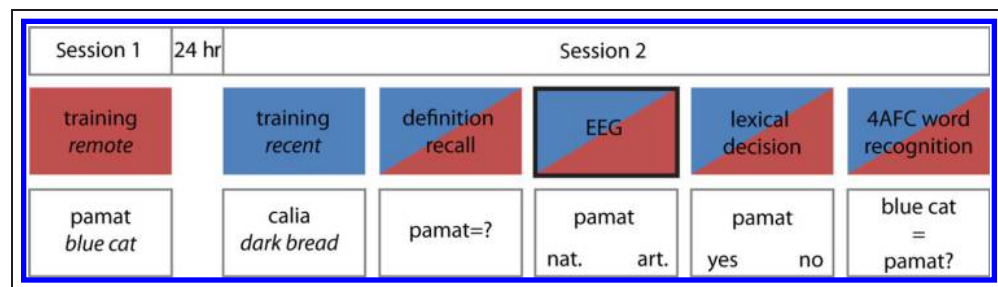 Session 1
24 hr
Session 2
training
remote
training
recent
definition
recall
EEG
lexical
decision
4AFC word
recognition
pamat
blue cat
calia
dark bread
pamat=?
pamat
nat. art.
pamat
yes no
blue cat
=
pamat?